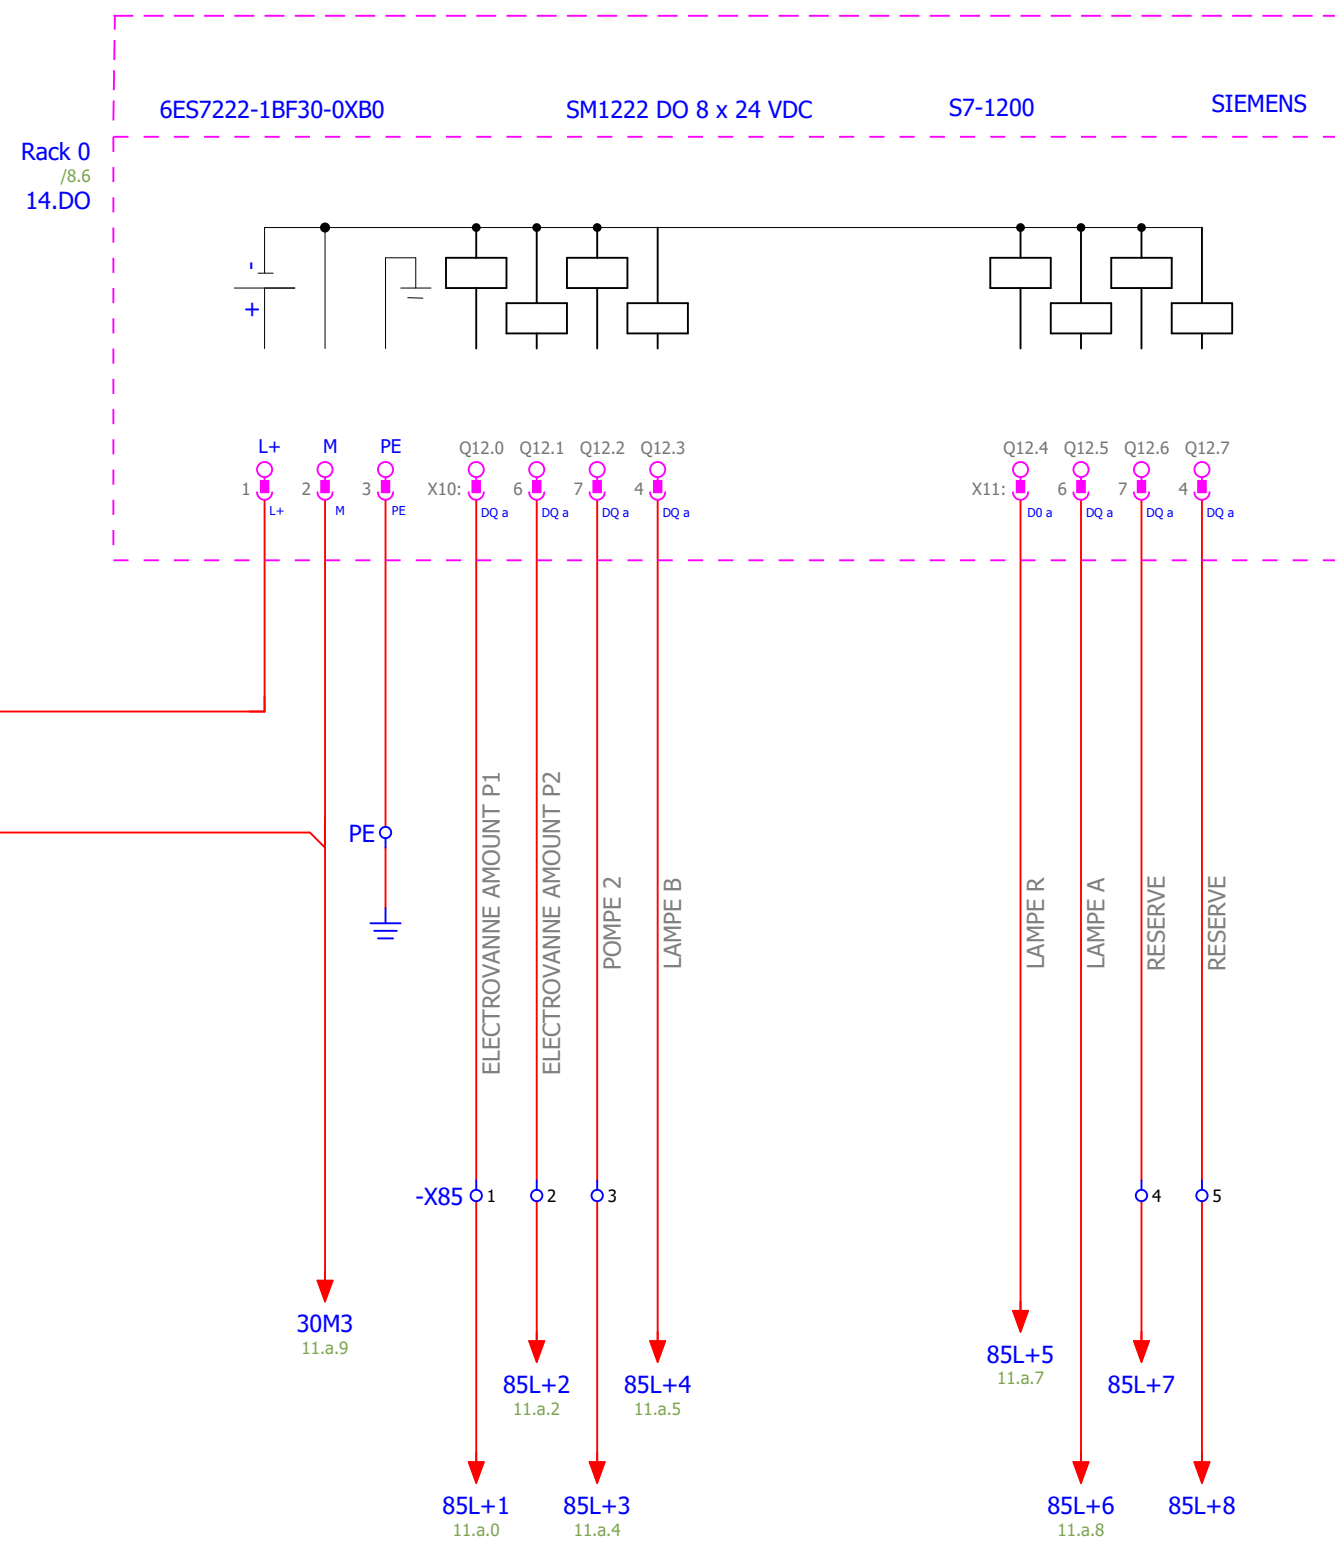 6ES7222-1BF30-0XB0 SM1222 DO 8 x 24 VDC S7-1200 SIEMENS
Rack 0
/8.6
14.DO
-
+
L+ M PE Q12.0 Q12.1 Q12.2 Q12.3 Q12.4 Q12.5 Q12.6 Q12.7
1 2 3 X10: 6 7 4 X11: 6 7 4
L+ M PE DQ a DQ a DQ a DQ a D0 a DQ a DQ a DQ a
PE
ELECTROVANNE AMOUNT P1
ELECTROVANNE AMOUNT P2
POMPE 2
LAMPE B
LAMPE R
LAMPE A
RESERVE
RESERVE
-X85 1 2 3 4 5
30M3
11.a.9
85L+5
11.a.7
85L+2 85L+4 85L+7
11.a.2 11.a.5
85L+1 85L+3 85L+6 85L+8
11.a.0 11.a.4 11.a.8